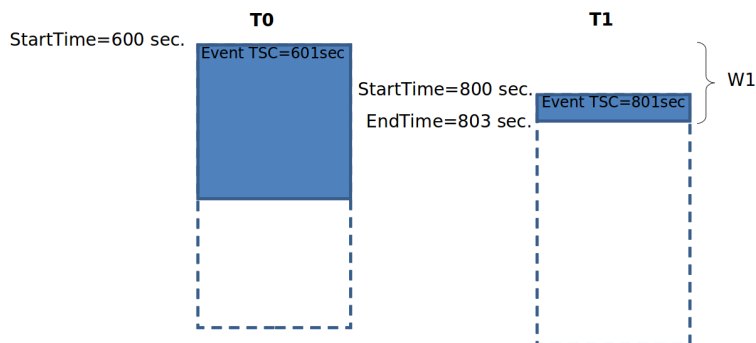 T0
T1
StartTime=600 sec.
Event TSC=601sec
W1
StartTime=800 sec.
Event TSC=801sec
EndTime=803 sec.